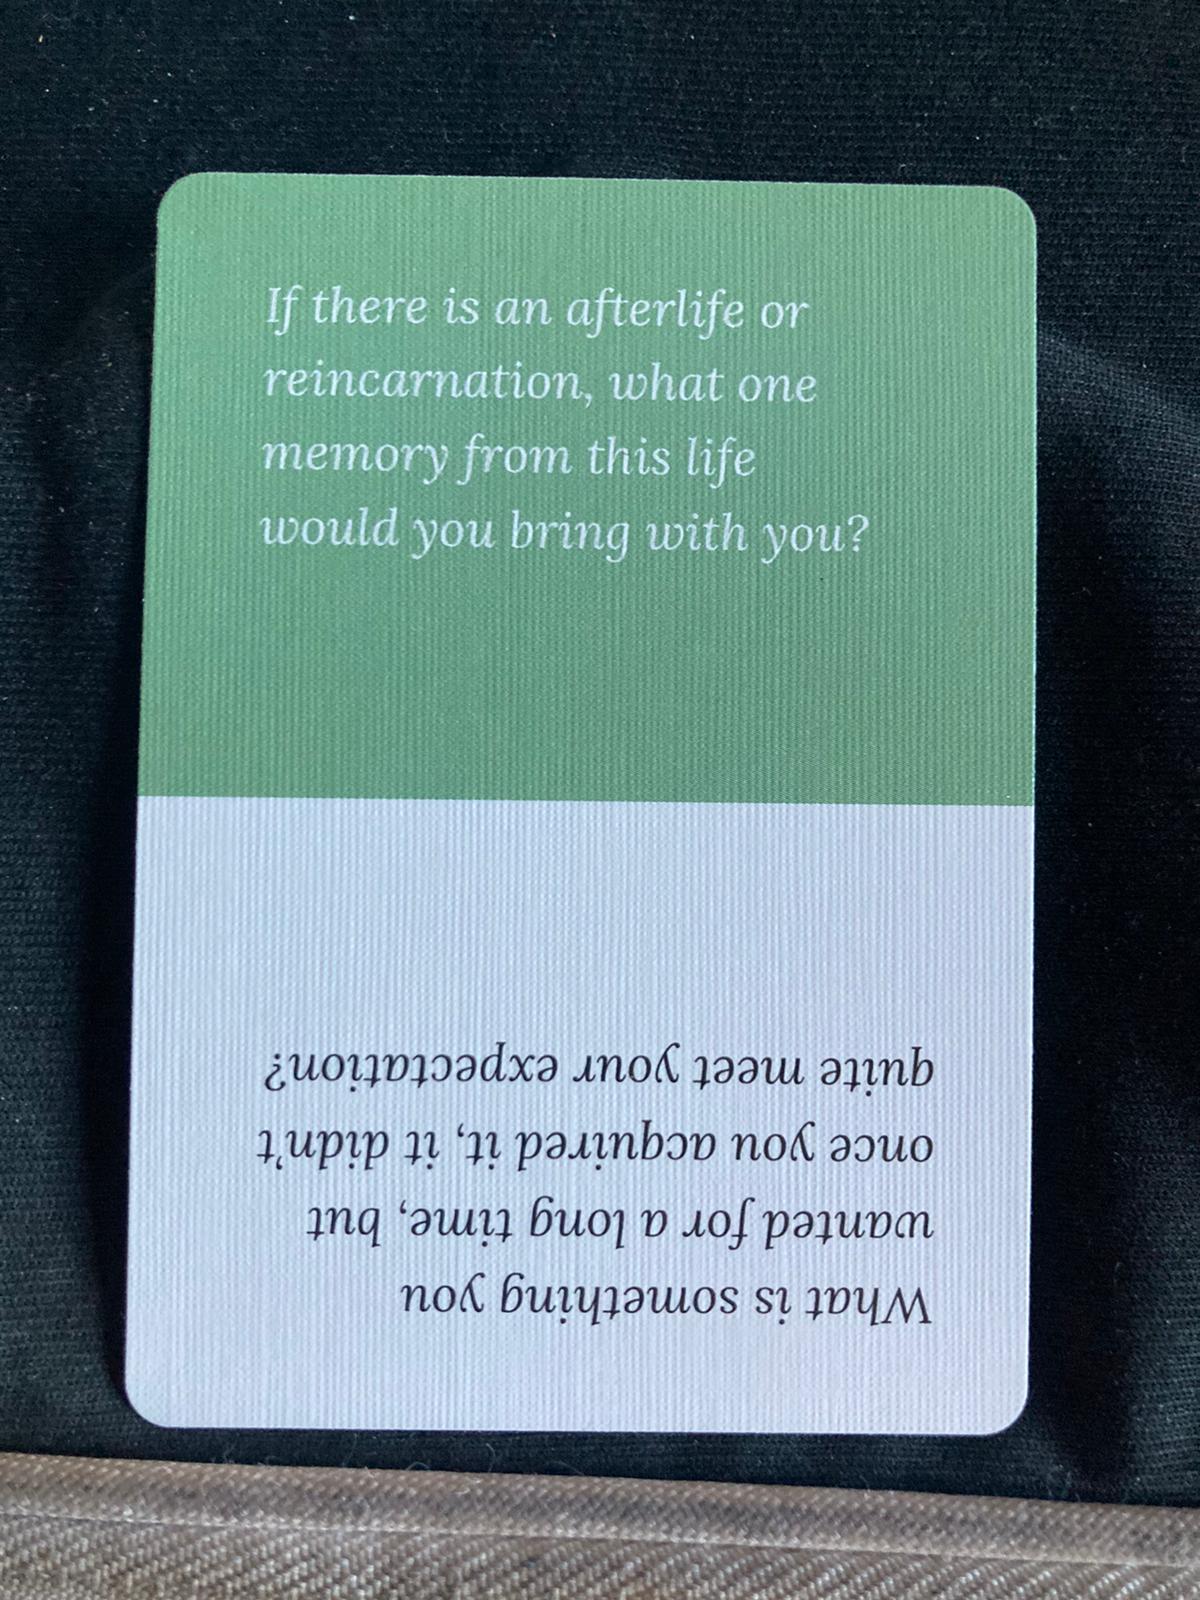 If there is an afterlife or
reincarnation, what one
memory from this life
would you bring with you?
What is something you
wanted for a long time, but
once you acquired it, it didn't
quite meet your expectation?